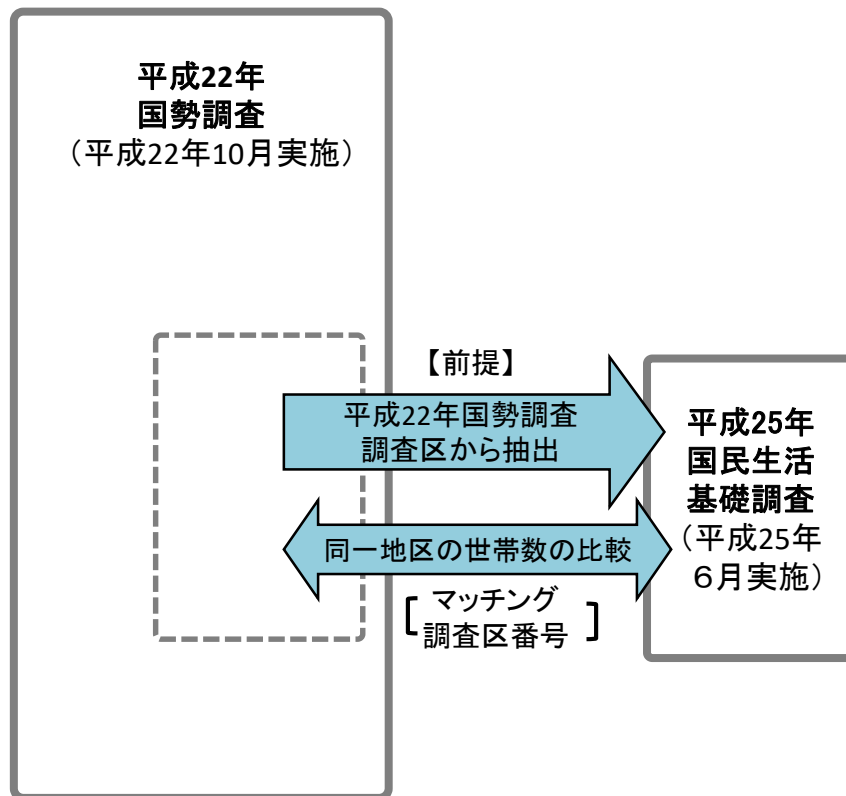 平成22年
国勢調査
（平成22年10月実施）
【前提】
平成22年国勢調査
調査区から抽出
同一地区の世帯数の比較
マッチング
調査区番号
平成25年
国民生活
基礎調査
（平成25年
６月実施）